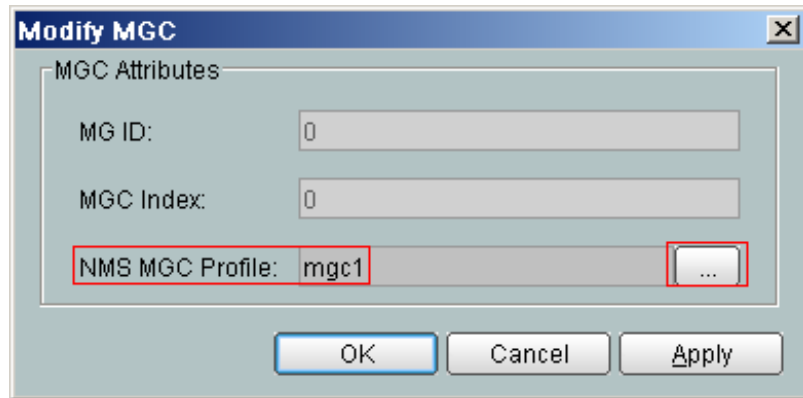 Modify MGC
MGC Attributes
MG ID: 0
MGC Index: 0
NMS MGC Profile: mgc1 ...
OK Cancel Apply